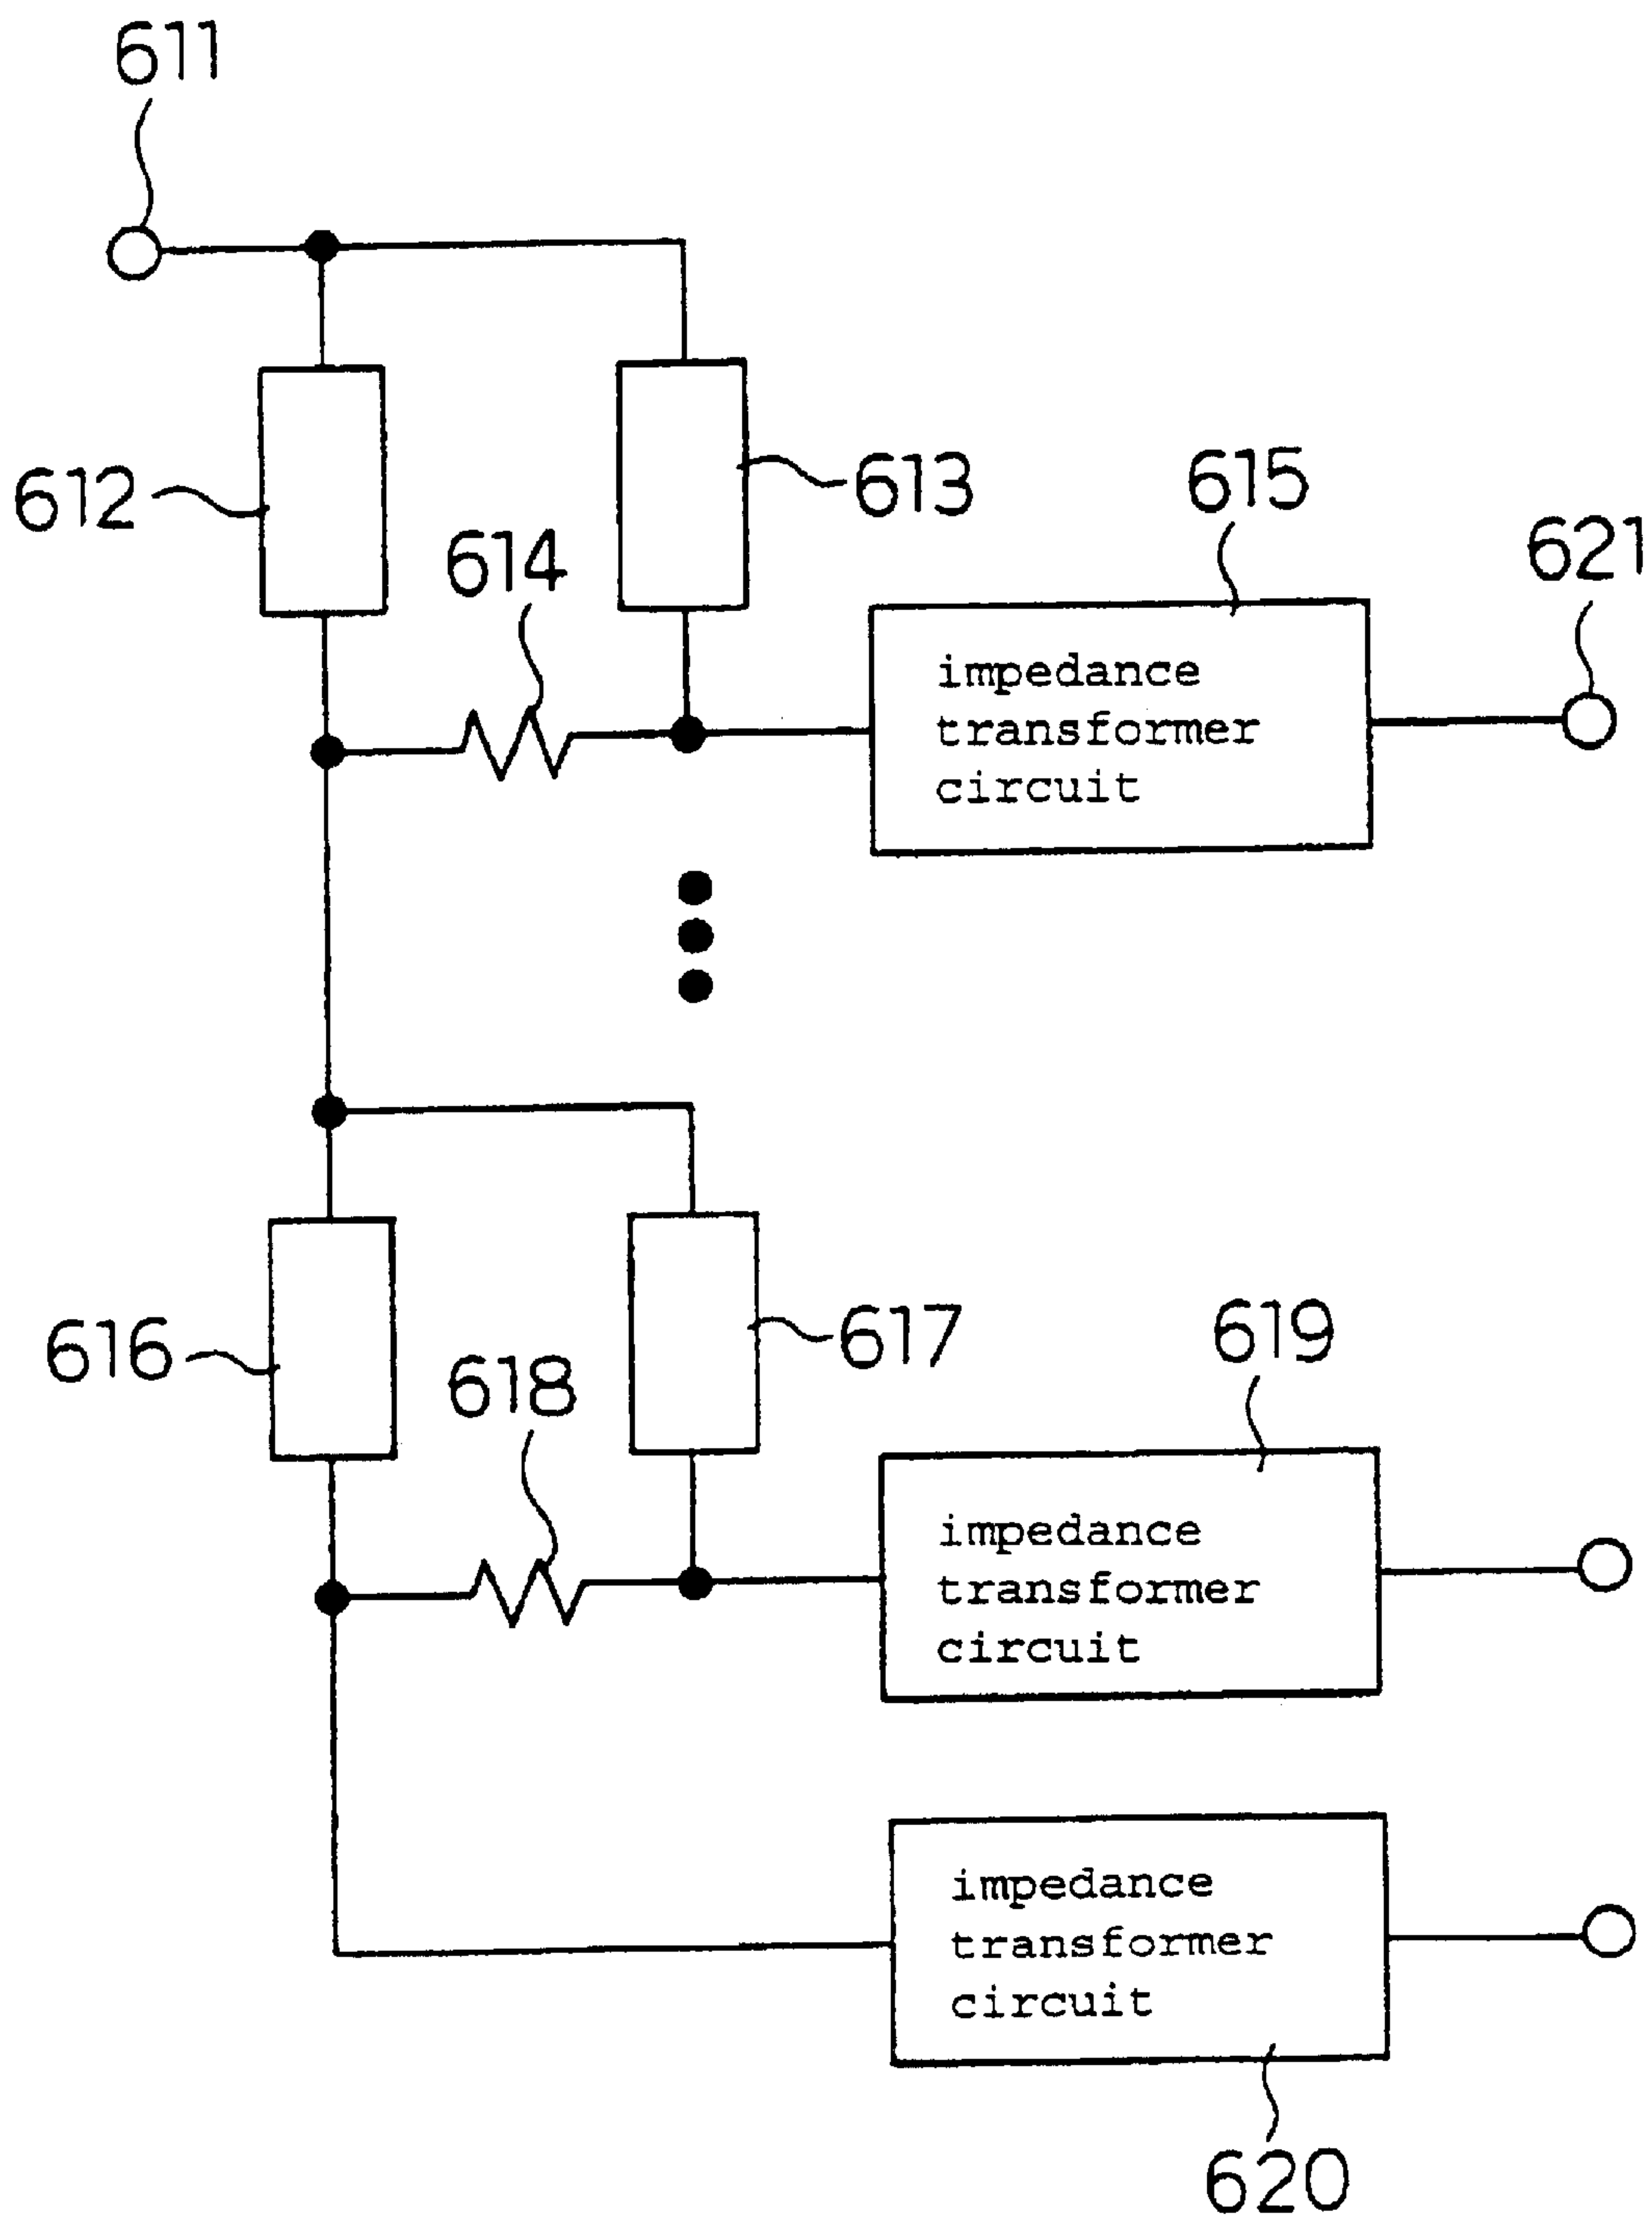 611
612
613
614
615
621
impedance
transformer
circuit
616
617
618
619
impedance
transformer
circuit
impedance
transformer
circuit
620